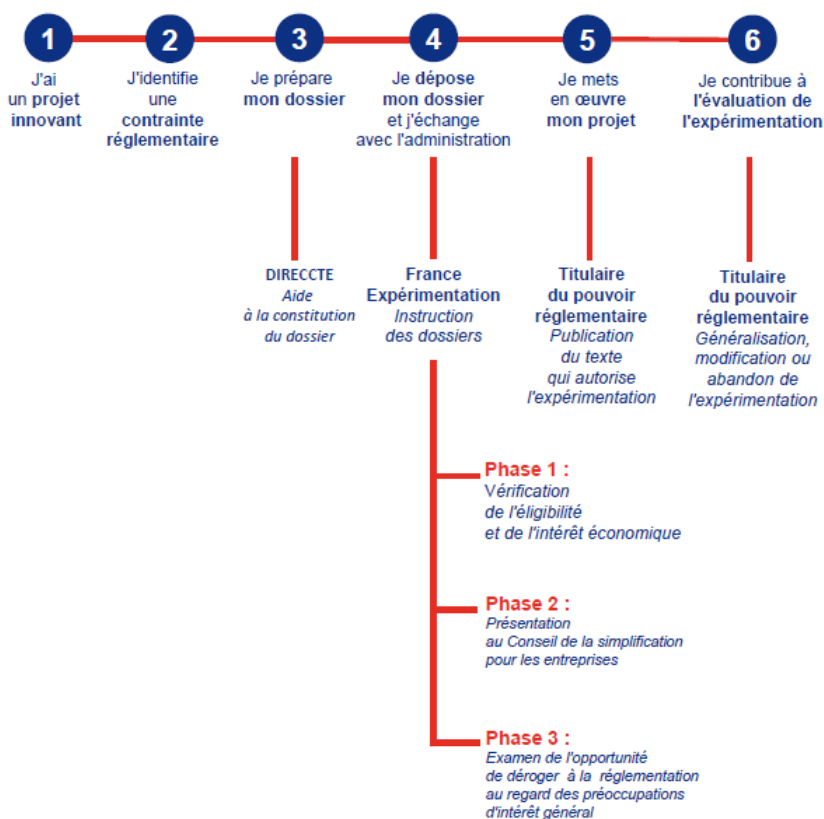 1
J'ai
un projet
innovant
2
J'identifie
une
contrainte
réglementaire
3
Je prépare
mon dossier
4
Je dépose
mon dossier
et j'échange
avec l'administration
5
Je mets
en œuvre
mon projet
6
Je contribue à
l'évaluation de
l'expérimentation
DIRECCTE
Aide
à la constitution
du dossier
France
Expérimentation
Instruction
des dossiers
Titulaire
du pouvoir
réglementaire
Publication
du texte
qui autorise
l'expérimentation
Titulaire
du pouvoir
réglementaire
Généralisation,
modification ou
abandon de
l'expérimentation
Phase 1 :
Vérification
de l'éligibilité
et de l'intérêt économique
Phase 2 :
Présentation
au Conseil de la simplification
pour les entreprises
Phase 3 :
Examen de l'opportunité
de déroger à la réglementation
au regard des préoccupations
d'intérêt général